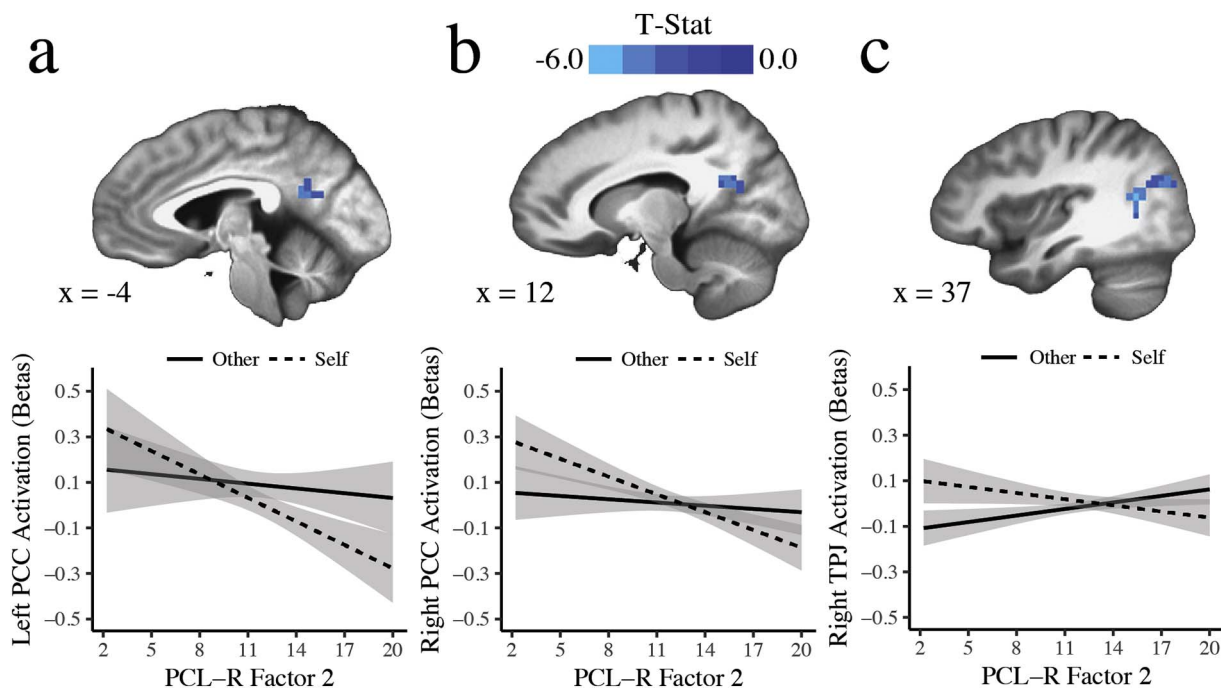 a
b
T-Stat
-6.0
0.0
c
x = -4
x = 12
x = 37
Other
Self
Left PCC Activation (Betas)
0.5
0.3
0.1
−0.1
−0.3
−0.5
2
5
8
11
14
17
20
PCL−R Factor 2
Other
Self
Right PCC Activation (Betas)
0.5
0.3
0.1
−0.1
−0.3
−0.5
2
5
8
11
14
17
20
PCL−R Factor 2
Other
Self
Right TPJ Activation (Betas)
0.5
0.3
0.1
−0.1
−0.3
−0.5
2
5
8
11
14
17
20
PCL−R Factor 2